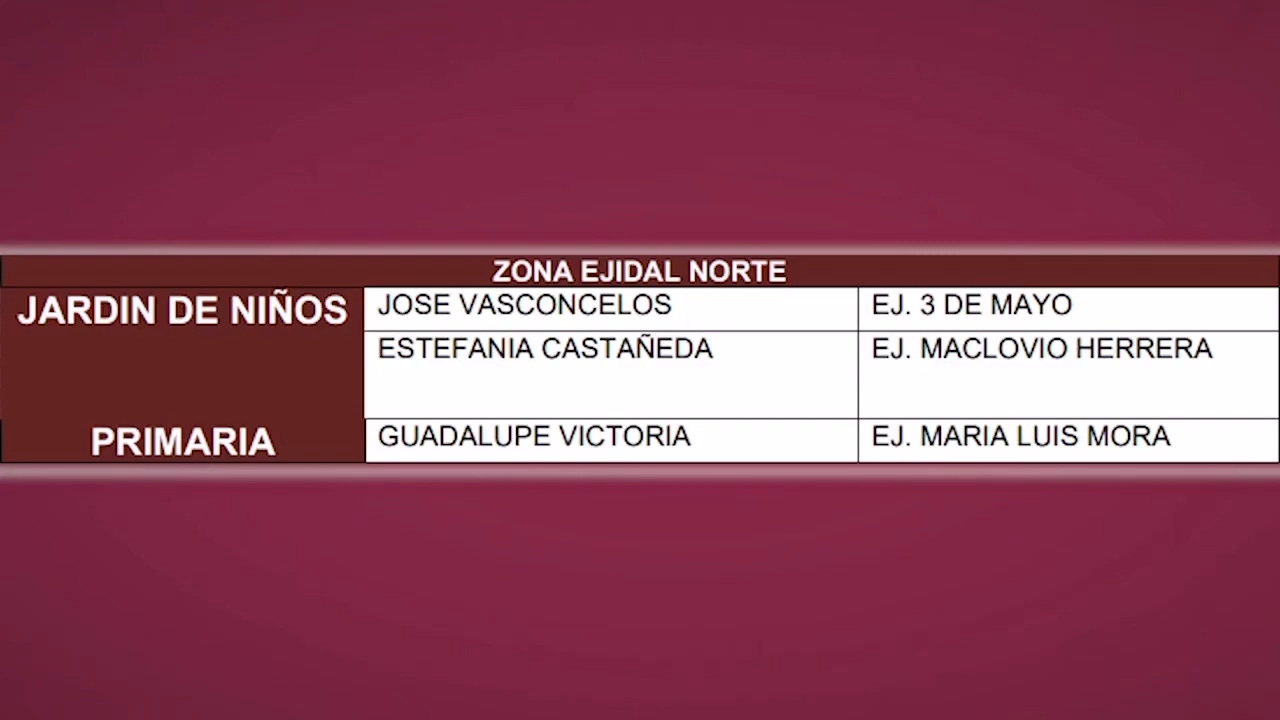 ZONA EJIDAL NORTE
JARDIN DE NIÑOS JOSE VASCONCELOS EJ. 3 DE MAYO
ESTEFANIA CASTAÑEDA EJ. MACLOVIO HERRERA
PRIMARIA GUADALUPE VICTORIA EJ. MARIA LUIS MORA